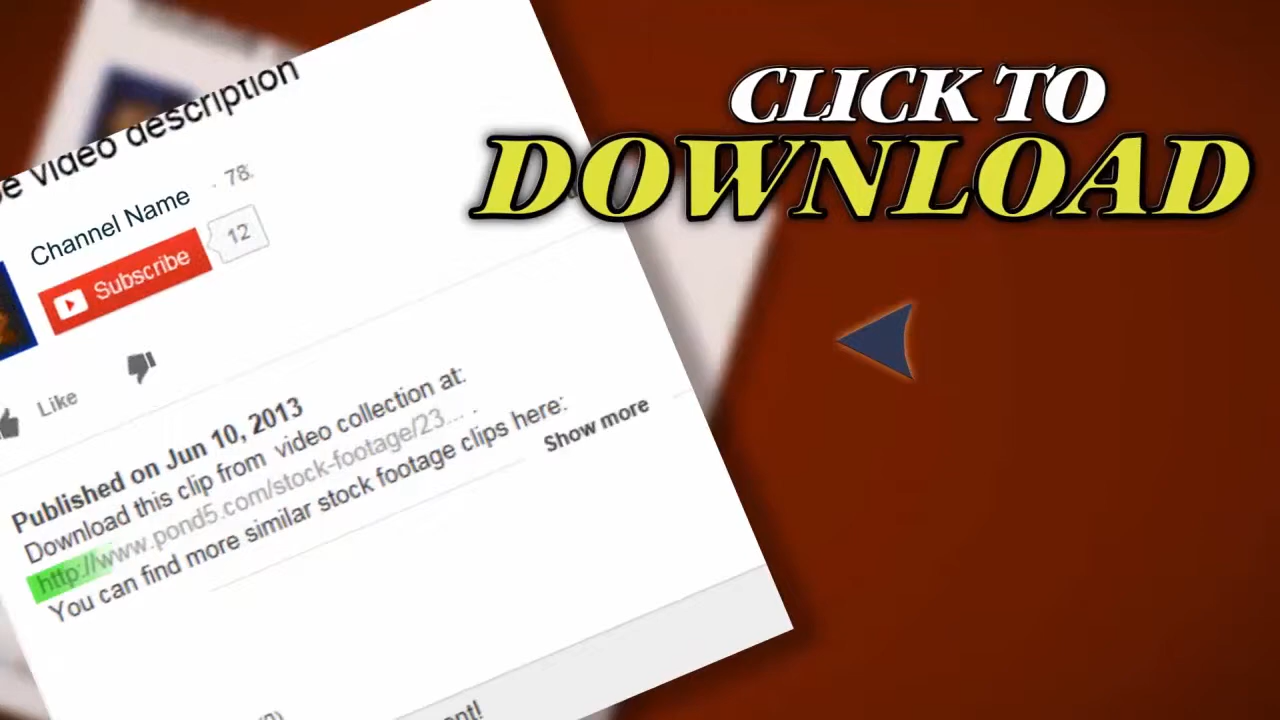 CLICK TO
DOWNLOAD
video description
Channel Name
78
Subscribe
12
Like
Published on Jun 10, 2013
Download this clip from video collection at:
http://www.pond5.com/stock-footage/23...
You can find more similar stock footage clips here:
Show more